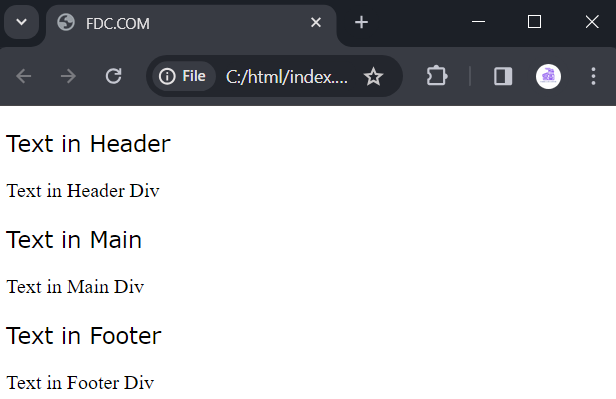 FDC.COM
File C:/html/index....
Text in Header
Text in Header Div
Text in Main
Text in Main Div
Text in Footer
Text in Footer Div